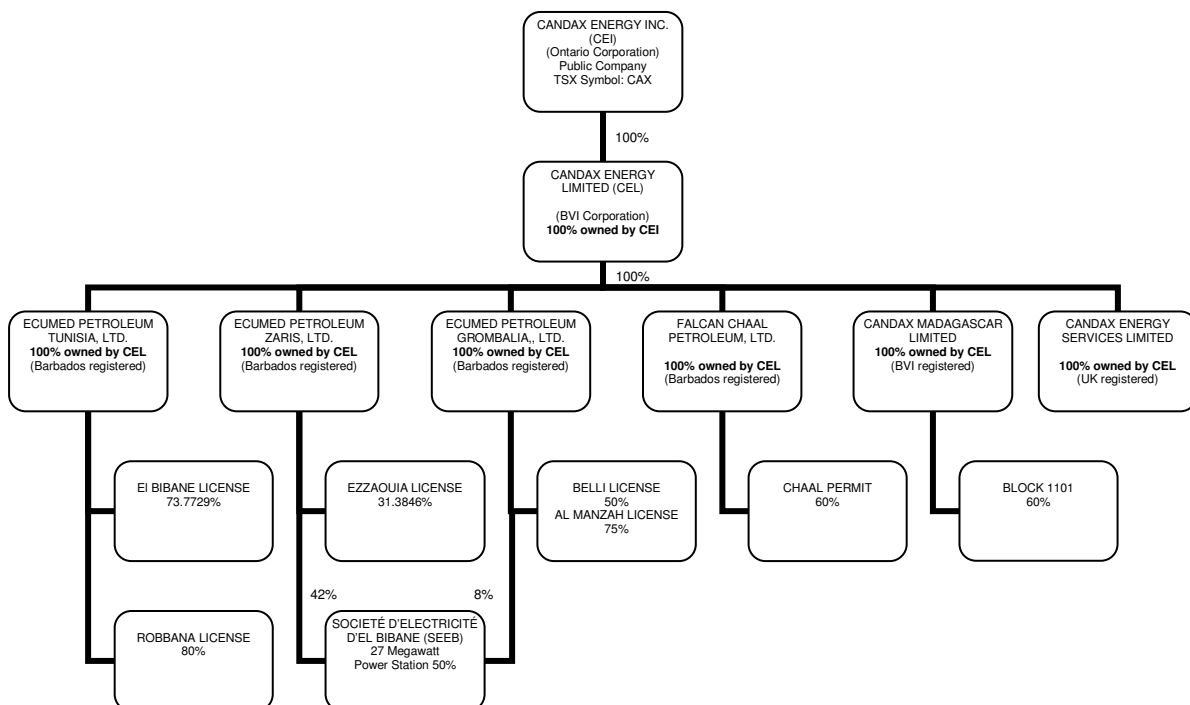 CANDAX ENERGY INC.
(CEI)
(Ontario Corporation)
Public Company
TSX Symbol: CAX
100%
CANDAX ENERGY
LIMITED (CEL)
(BVI Corporation)
100% owned by CEI
100%
ECUMED PETROLEUM
TUNISIA, LTD.
100% owned by CEL
(Barbados registered)
ECUMED PETROLEUM
ZARIS, LTD.
100% owned by CEL
(Barbados registered)
ECUMED PETROLEUM
GROMBALIA,, LTD.
100% owned by CEL
(Barbados registered)
FALCAN CHAAL
PETROLEUM, LTD.
100% owned by CEL
(Barbados registered)
CANDAX MADAGASCAR
LIMITED
100% owned by CEL
(BVI registered)
CANDAX ENERGY
SERVICES LIMITED
100% owned by CEL
(UK registered)
El BIBANE LICENSE
73.7729%
EZZAOUIA LICENSE
31.3846%
BELLI LICENSE
50%
AL MANZAH LICENSE
75%
CHAAL PERMIT
60%
BLOCK 1101
60%
42%
8%
ROBBANA LICENSE
80%
SOCIETÉ D'ELECTRICITÉ
D'EL BIBANE (SEEB)
27 Megawatt
Power Station 50%